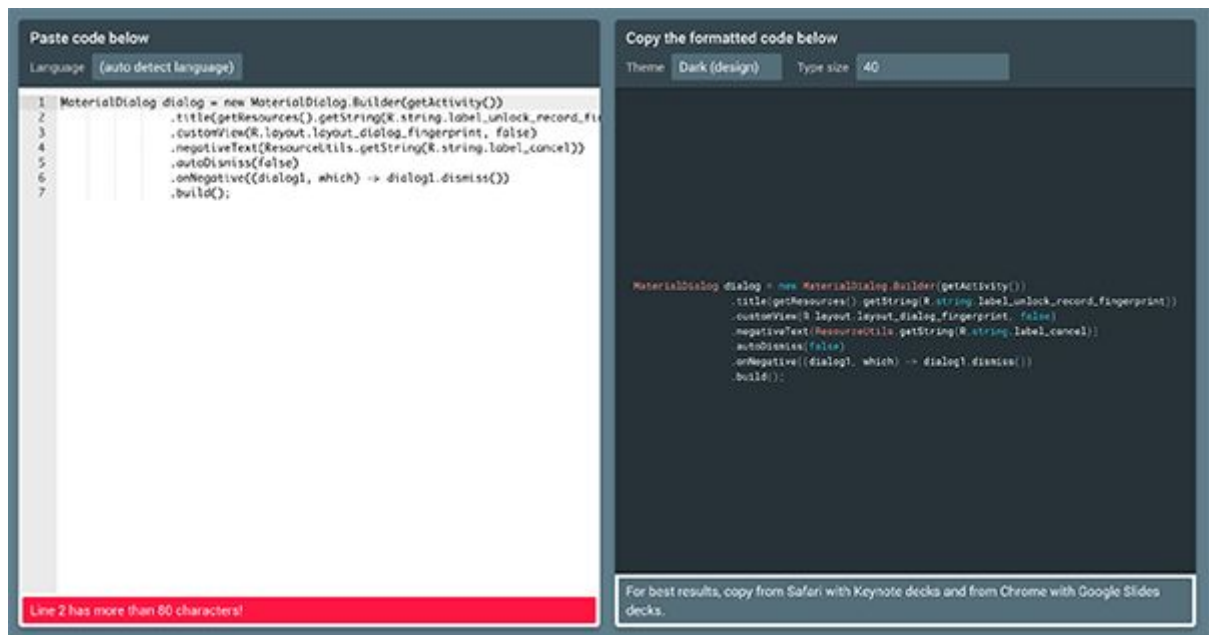 Paste code below
Language (auto detect language)
1 MaterialDialog dialog = new MaterialDialog.Builder(getActivity())
2 .title(getResources().getString(R.string.label_unlock_record_fi
3 .customView(R.layout.layout_dialog_fingerprint, false)
4 .negativeText(ResourceUtils.getString(R.string.label_cancel))
5 .autoDismiss(false)
6 .onNegative((dialog1, which) -> dialog1.dismiss())
7 .build();
Line 2 has more than 80 characters!
Copy the formatted code below
Theme Dark (design) Type size 40
MaterialDialog dialog = new MaterialDialog.Builder(getActivity())
.title(getResources().getString(R.string.label_unlock_record_fingerprint))
.customView(R.layout.layout_dialog_fingerprint, false)
.negativeText(ResourceUtils.getString(R.string.label_cancel))
.autoDismiss(false)
.onNegative((dialog1, which) -> dialog1.dismiss())
.build();
For best results, copy from Safari with Keynote decks and from Chrome with Google Slides
decks.